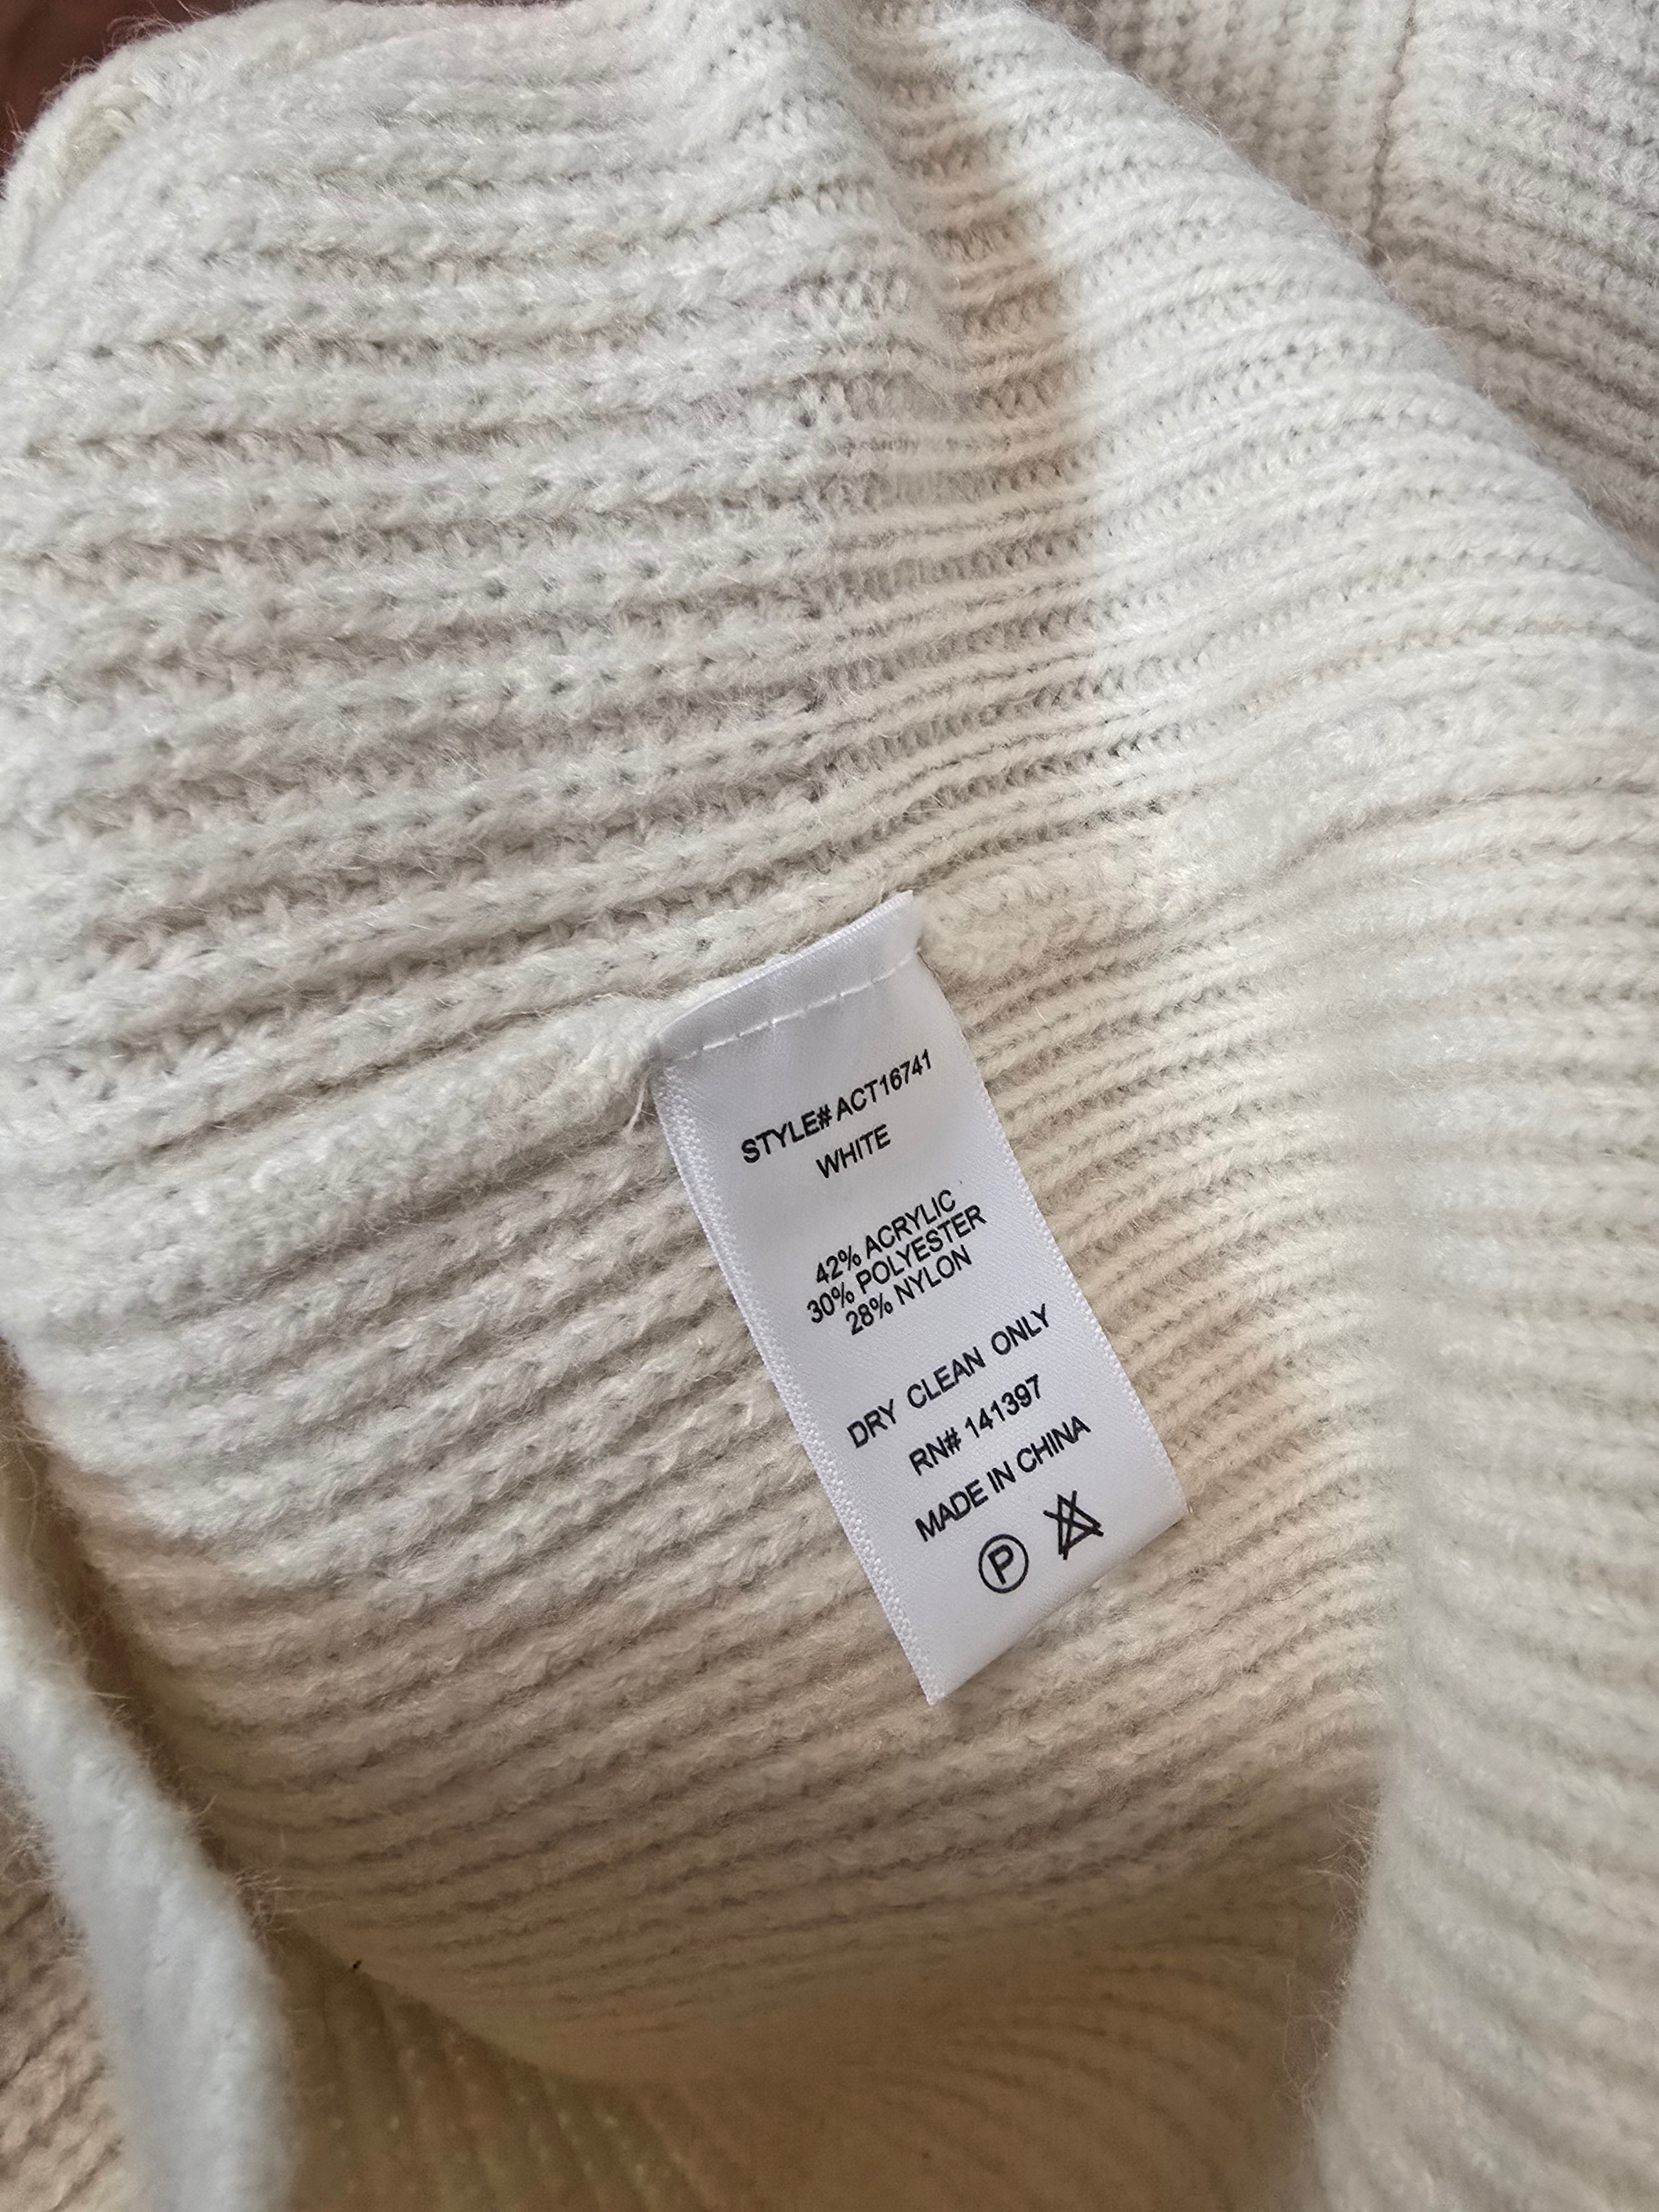 STYLE# ACT16741
WHITE
42% ACRYLIC
30% POLYESTER
28% NYLON
DRY CLEAN ONLY
RN# 141397
MADE IN CHINA
P